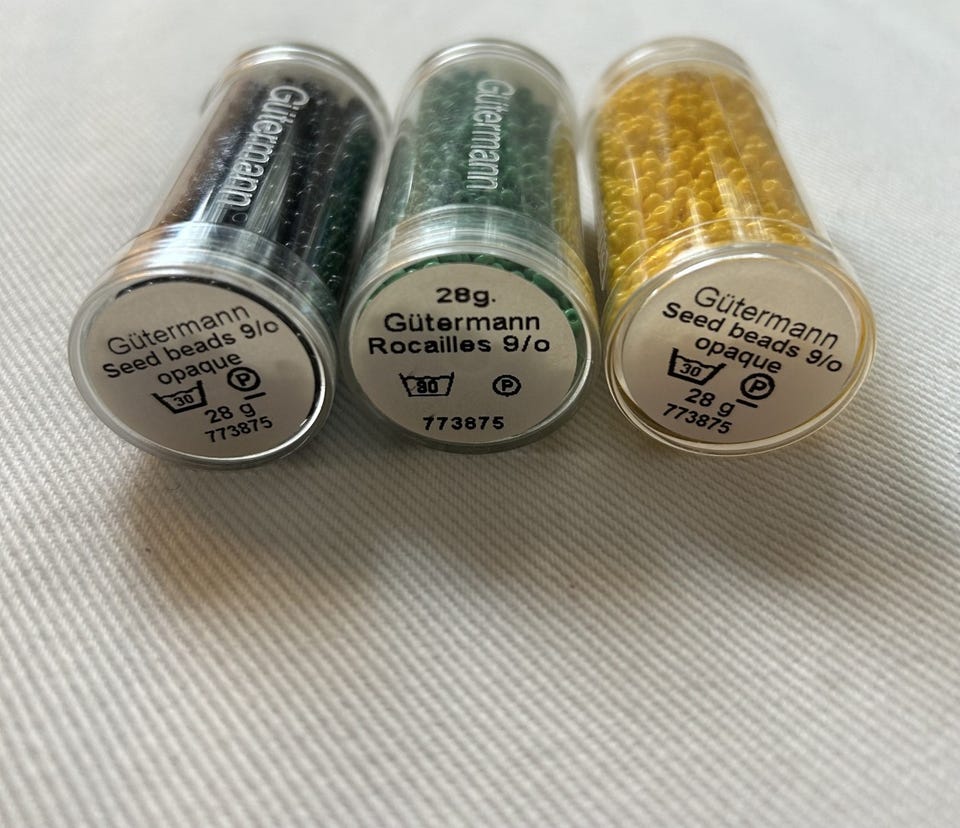 Gütermann
Gütermann
Gütermann
Seed beads 9/o
opaque
30
P
28 g
773875
28g.
Gütermann
Rocailles 9/o
30
P
773875
Gütermann
Seed beads 9/o
opaque
30
P
28 g
773875